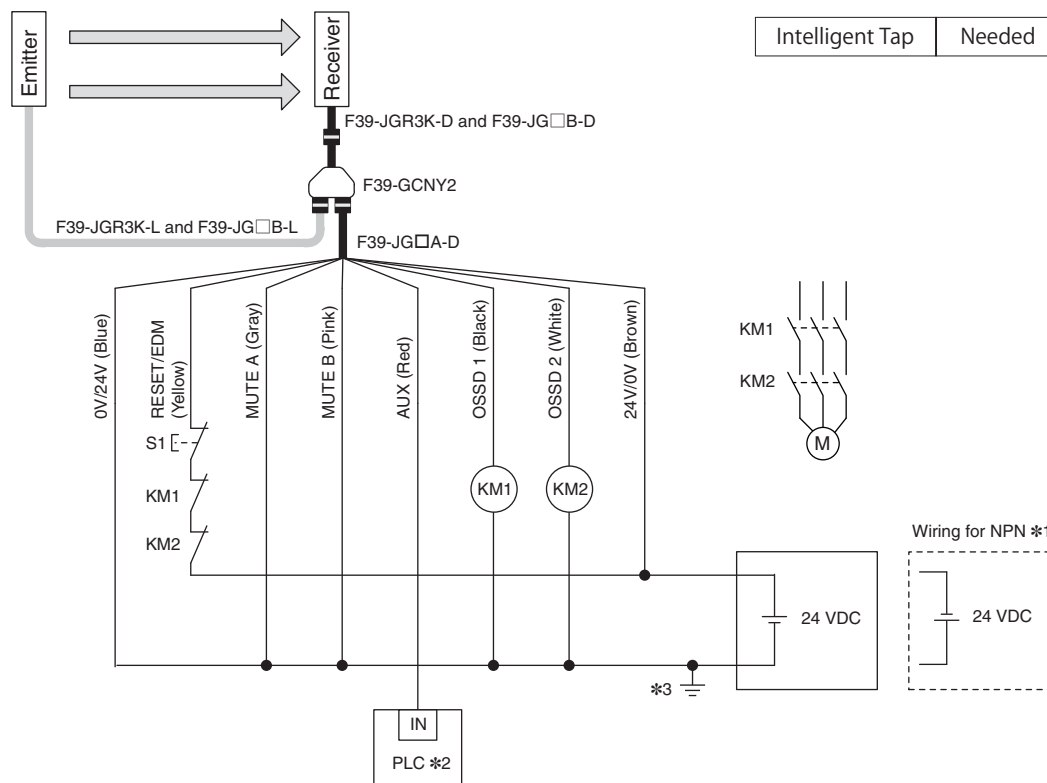 Emitter
Receiver
Intelligent Tap
Needed
F39-JGR3K-D and F39-JG□B-D
F39-GCNY2
F39-JGR3K-L and F39-JG□B-L
F39-JG□A-D
0V/24V (Blue)
RESET/EDM
(Yellow)
MUTE A (Gray)
MUTE B (Pink)
AUX (Red)
OSSD 1 (Black)
OSSD 2 (White)
24V/0V (Brown)
KM1
KM2
M
S1
KM1
KM2
KM1
KM2
Wiring for NPN *1
24 VDC
24 VDC
*3
IN
PLC *2